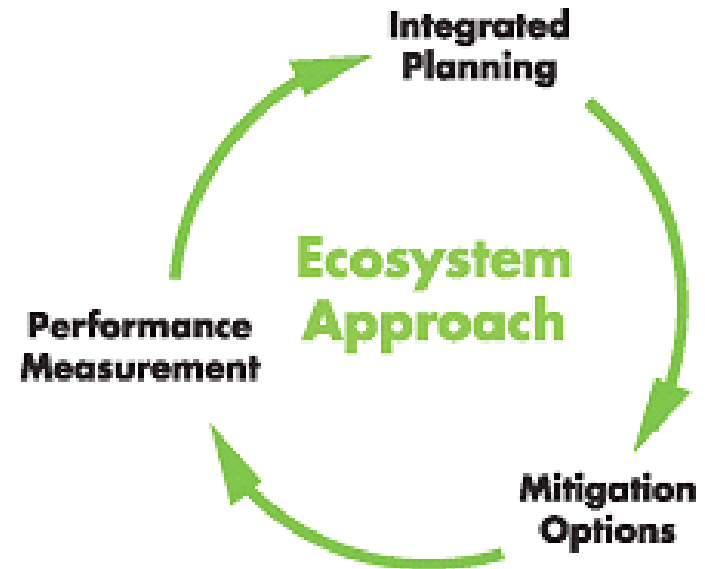 Integrated
Planning
Ecosystem
Approach
Performance
Measurement
Mitigation
Options